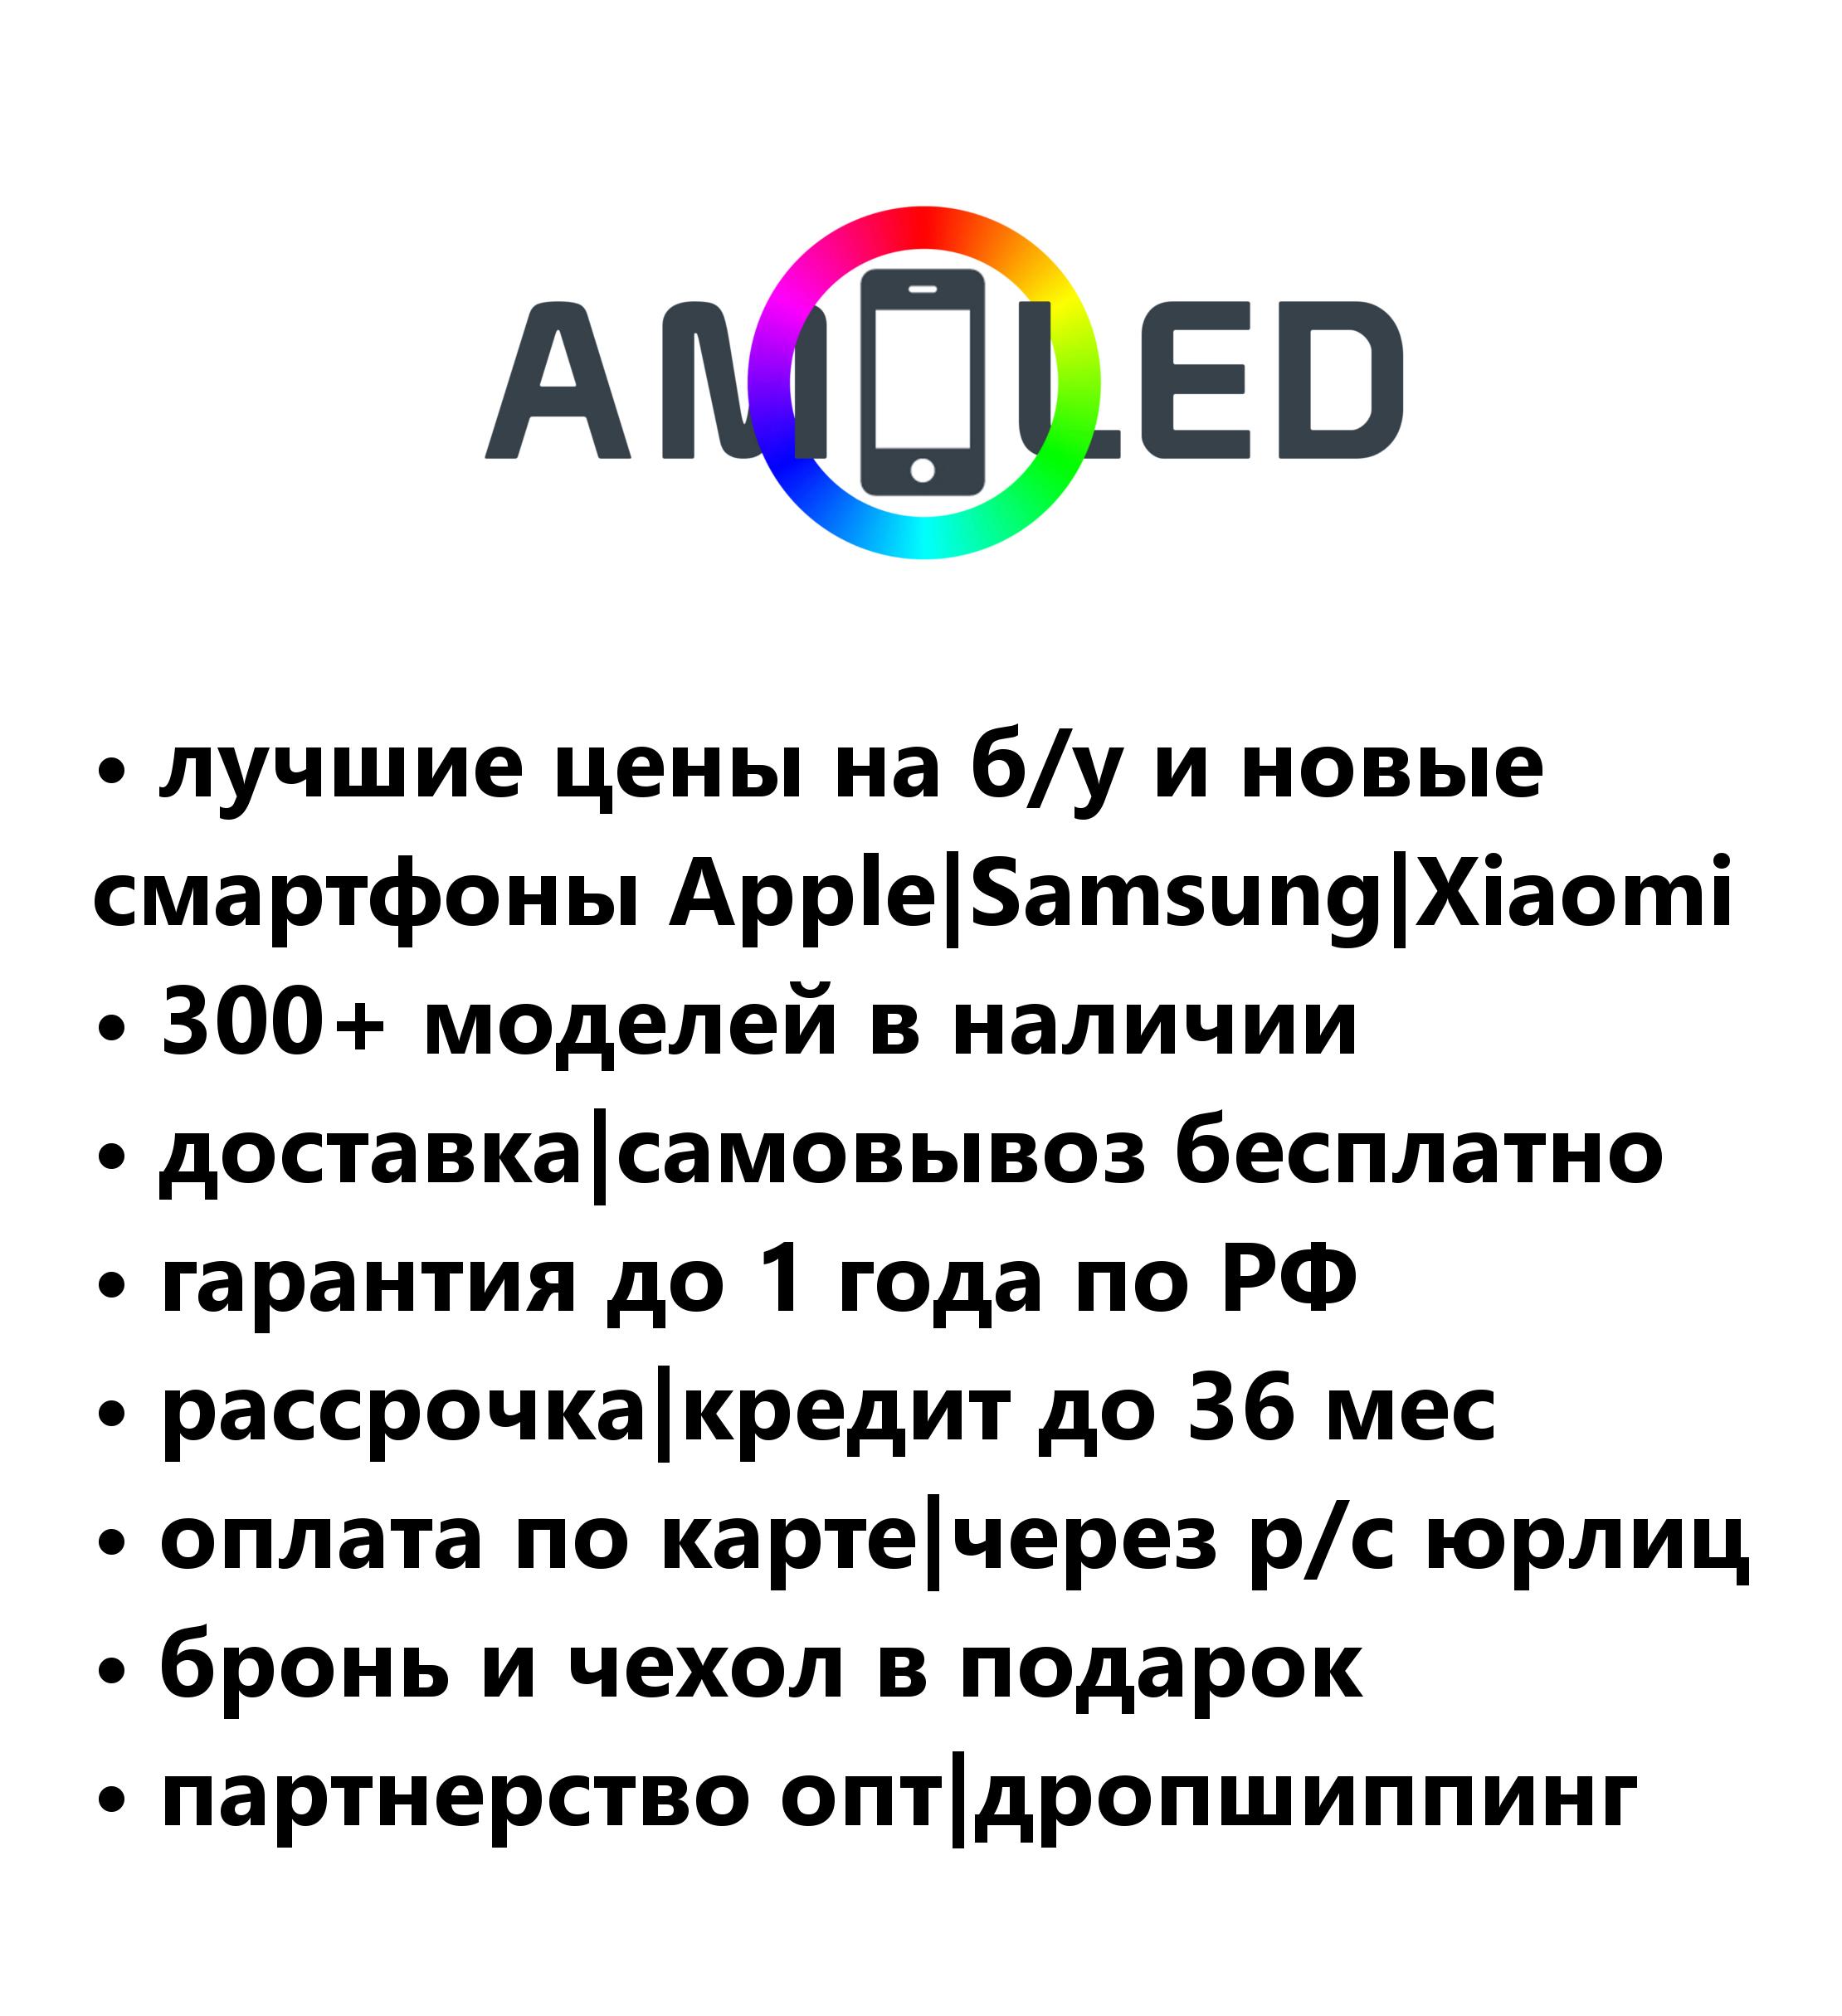 AMOLED
• лучшие цены на б/у и новые
смартфоны Apple|Samsung|Xiaomi
• 300+ моделей в наличии
• доставка|самовывоз бесплатно
• гарантия до 1 года по РФ
• рассрочка|кредит до 36 мес
• оплата по карте|через р/с юрлиц
• бронь и чехол в подарок
• партнерство опт|дропшиппинг